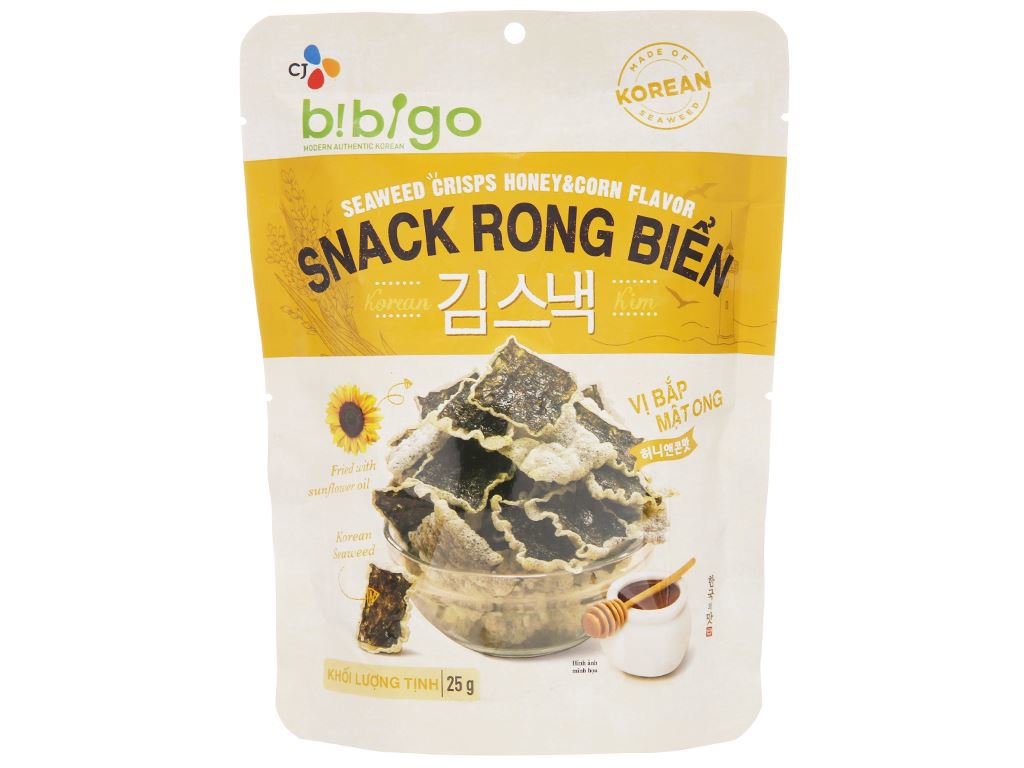 CJ
b!b!go
MODERN AUTHENTIC KOREAN
MADE OF
KOREAN
SEAWEED
SEAWEED CRISPS HONEY&CORN FLAVOR
SNACK RONG BIỂN
Korean 김스낵 Kim
VỊ BẮP
MẬT ONG
허니앤콘맛
Fried with
sunflower oil
Korean
Seaweed
Hình ảnh
minh họa
KHỐI LƯỢNG TỊNH 25 g